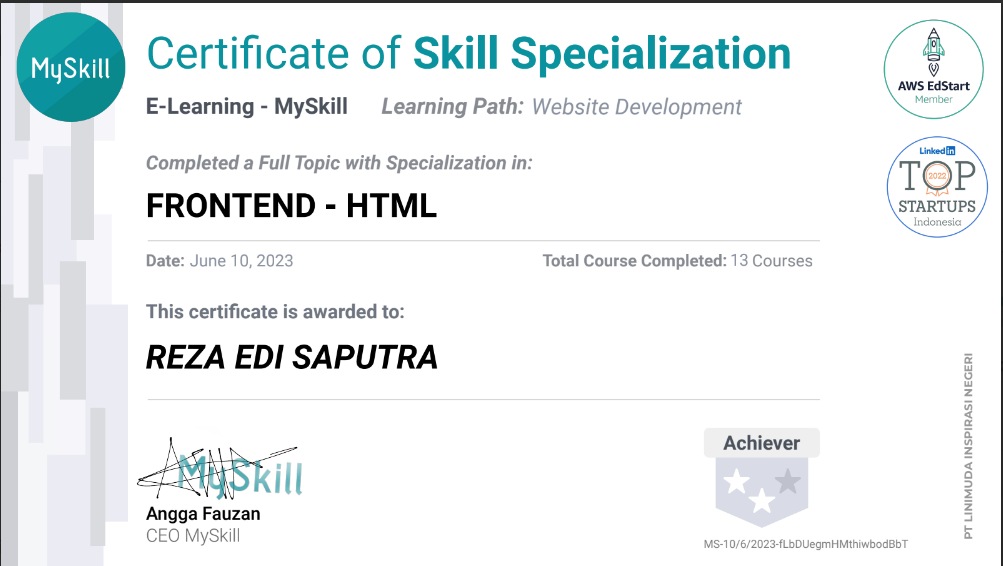 MySkill
Certificate of Skill Specialization
AWS EdStart
Member
E-Learning - MySkill Learning Path: Website Development
LinkedIn
2022
TOP
STARTUPS
Indonesia
Completed a Full Topic with Specialization in:
FRONTEND - HTML
Date: June 10, 2023 Total Course Completed: 13 Courses
This certificate is awarded to:
REZA EDI SAPUTRA
PT LINIMUDA INSPIRASI NEGERI
MySkill
Angga Fauzan
CEO MySkill
Achiever
MS-10/6/2023-fLbDUegmHMthiwbodBbT